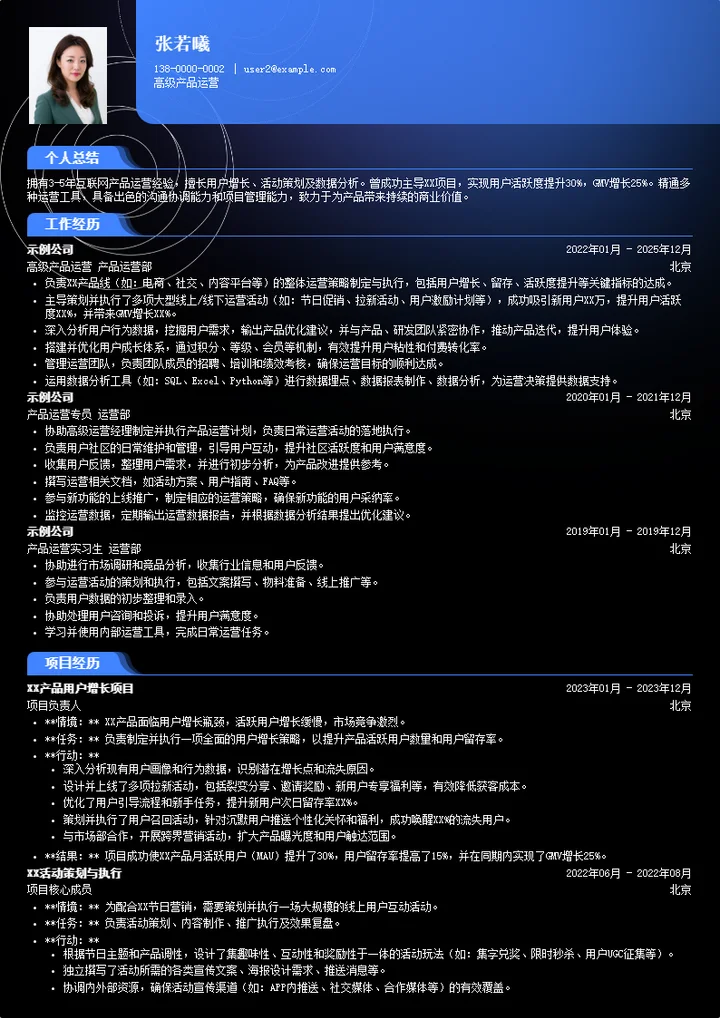 张若曦
138-0000-0002 | user2@example.com
高级产品运营
个人总结
拥有3-5年互联网产品运营经验，擅长用户增长、活动策划及数据分析。曾成功主导XX项目，实现用户活跃度提升30%，GMV增长25%。精通多
种运营工具，具备出色的沟通协调能力和项目管理能力，致力于为产品带来持续的商业价值。
工作经历
示例公司 2022年01月 - 2025年12月
高级产品运营 产品运营部 北京
• 负责XX产品线（如：电商、社交、内容平台等）的整体运营策略制定与执行，包括用户增长、留存、活跃度提升等关键指标的达成。
• 主导策划并执行了多项大型线上/线下运营活动（如：节日促销、拉新活动、用户激励计划等），成功吸引新用户XX万，提升用户活跃
度XX%，并带来GMV增长XX%。
• 深入分析用户行为数据，挖掘用户需求，输出产品优化建议，并与产品、研发团队紧密协作，推动产品迭代，提升用户体验。
• 搭建并优化用户成长体系，通过积分、等级、会员等机制，有效提升用户粘性和付费转化率。
• 管理运营团队，负责团队成员的招聘、培训和绩效考核，确保运营目标的顺利达成。
• 运用数据分析工具（如：SQL、Excel、Python等）进行数据埋点、数据报表制作、数据分析，为运营决策提供数据支持。
示例公司 2020年01月 - 2021年12月
产品运营专员 运营部 北京
• 协助高级运营经理制定并执行产品运营计划，负责日常运营活动的落地执行。
• 负责用户社区的日常维护和管理，引导用户互动，提升社区活跃度和用户满意度。
• 收集用户反馈，整理用户需求，并进行初步分析，为产品改进提供参考。
• 撰写运营相关文档，如活动方案、用户指南、FAQ等。
• 参与新功能的上线推广，制定相应的运营策略，确保新功能的用户采纳率。
• 监控运营数据，定期输出运营数据报告，并根据数据分析结果提出优化建议。
示例公司 2019年01月 - 2019年12月
产品运营实习生 运营部 北京
• 协助进行市场调研和竞品分析，收集行业信息和用户反馈。
• 参与运营活动的策划和执行，包括文案撰写、物料准备、线上推广等。
• 负责用户数据的初步整理和录入。
• 协助处理用户咨询和投诉，提升用户满意度。
• 学习并使用内部运营工具，完成日常运营任务。
项目经历
XX产品用户增长项目 2023年01月 - 2023年12月
项目负责人 北京
• **情境：** XX产品面临用户增长瓶颈，活跃用户增长缓慢，市场竞争激烈。
• **任务：** 负责制定并执行一项全面的用户增长策略，以提升产品活跃用户数量和用户留存率。
• **行动：**
• 深入分析现有用户画像和行为数据，识别潜在增长点和流失原因。
• 设计并上线了多项拉新活动，包括裂变分享、邀请奖励、新用户专享福利等，有效降低获客成本。
• 优化了用户引导流程和新手任务，提升新用户次日留存率XX%。
• 策划并执行了用户召回活动，针对沉默用户推送个性化关怀和福利，成功唤醒XX%的流失用户。
• 与市场部合作，开展跨界营销活动，扩大产品曝光度和用户触达范围。
• **结果：** 项目成功使XX产品月活跃用户（MAU）提升了30%，用户留存率提高了15%，并在同期内实现了GMV增长25%。
XX活动策划与执行 2022年06月 - 2022年08月
项目核心成员 北京
• **情境：** 为配合XX节日营销，需要策划并执行一场大规模的线上用户互动活动。
• **任务：** 负责活动策划、内容制作、推广执行及效果复盘。
• **行动：**
• 根据节日主题和产品调性，设计了集趣味性、互动性和奖励性于一体的活动玩法（如：集字兑奖、限时秒杀、用户UGC征集等）。
• 独立撰写了活动所需的各类宣传文案、海报设计需求、推送消息等。
• 协调内外部资源，确保活动宣传渠道（如：APP内推送、社交媒体、合作媒体等）的有效覆盖。